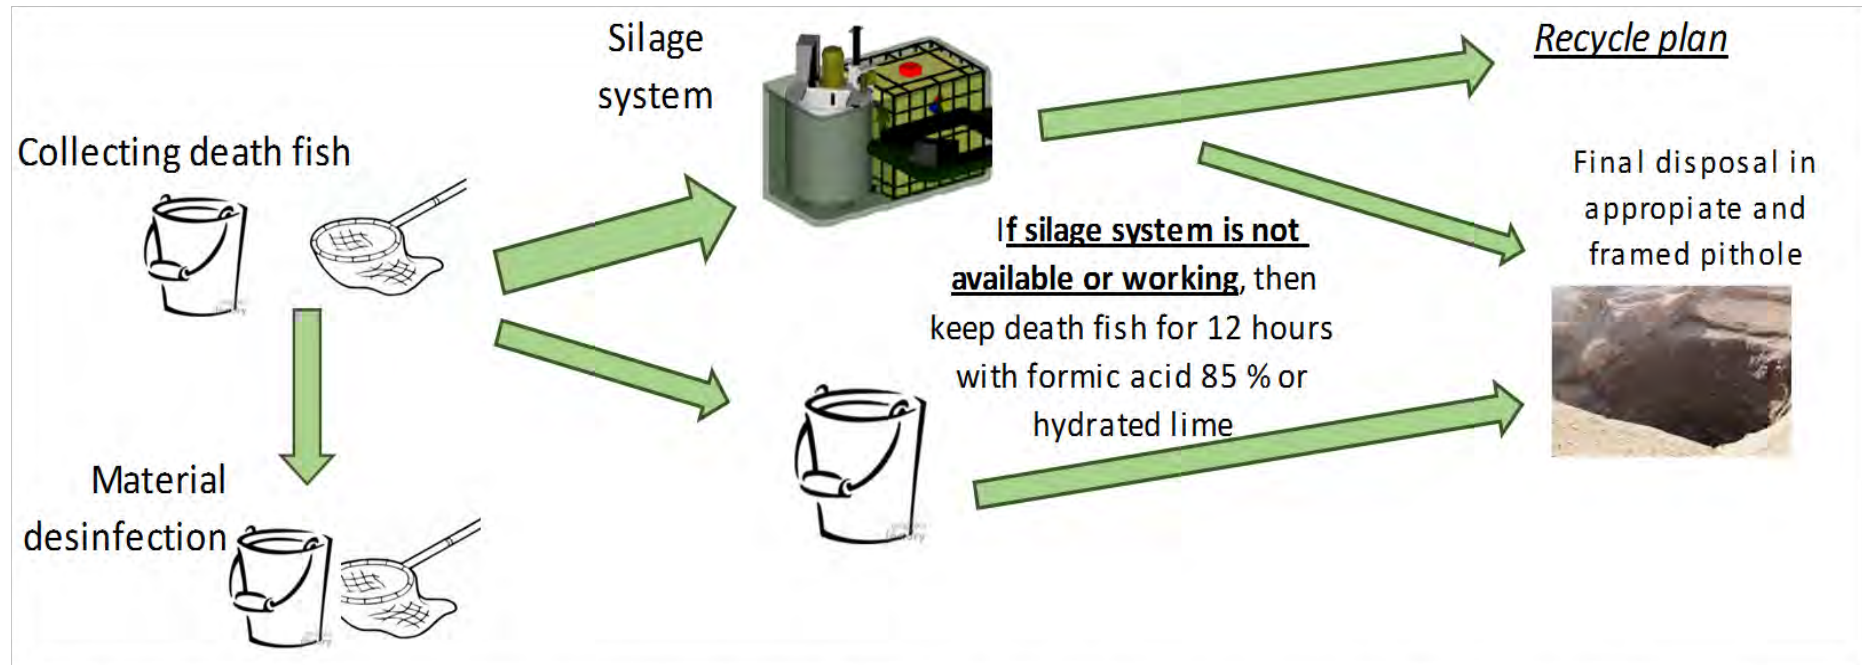 Collecting death fish
Material
desinfection
Silage
system
If silage system is not
available or working, then
keep death fish for 12 hours
with formic acid 85 % or
hydrated lime
Recycle plan
Final disposal in
appropiate and
framed pithole